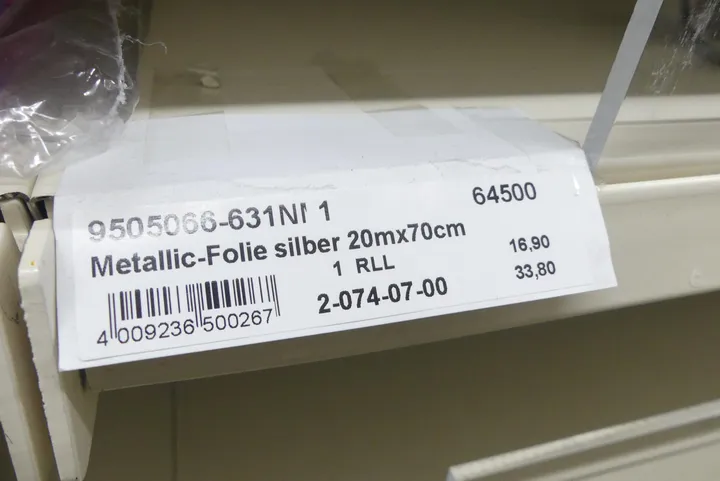 9505066-631NI 1 64500
Metallic-Folie silber 20mx70cm
1 RLL 16,90
2-074-07-00 33,80
4 009236 500267